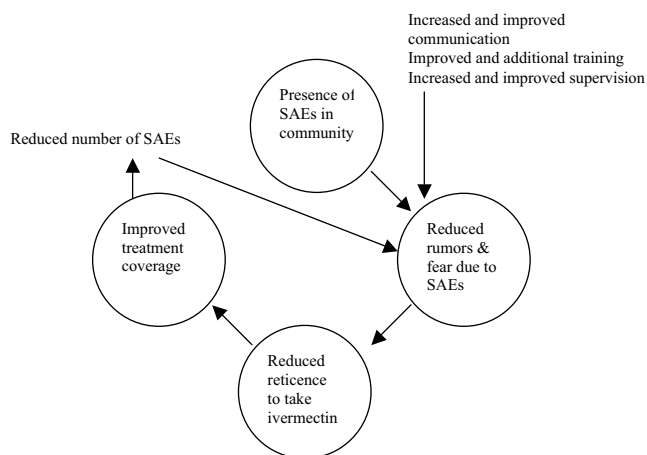 Increased and improved
communication
Improved and additional training
Increased and improved supervision
Presence of
SAEs in
community
Reduced number of SAEs
Improved
treatment
coverage
Reduced
rumors &
fear due to
SAEs
Reduced
reticence
to take
ivermectin